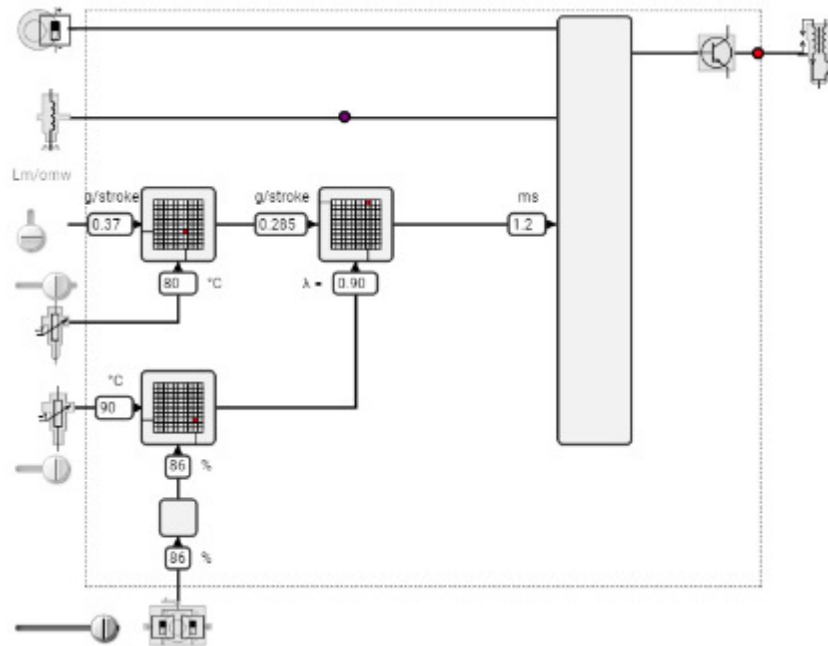 Lm/omw
g/stroke
g/stroke
ms
0.37
0.285
1.2
80 °C
λ = 0.90
°C
90
86 %
86 %